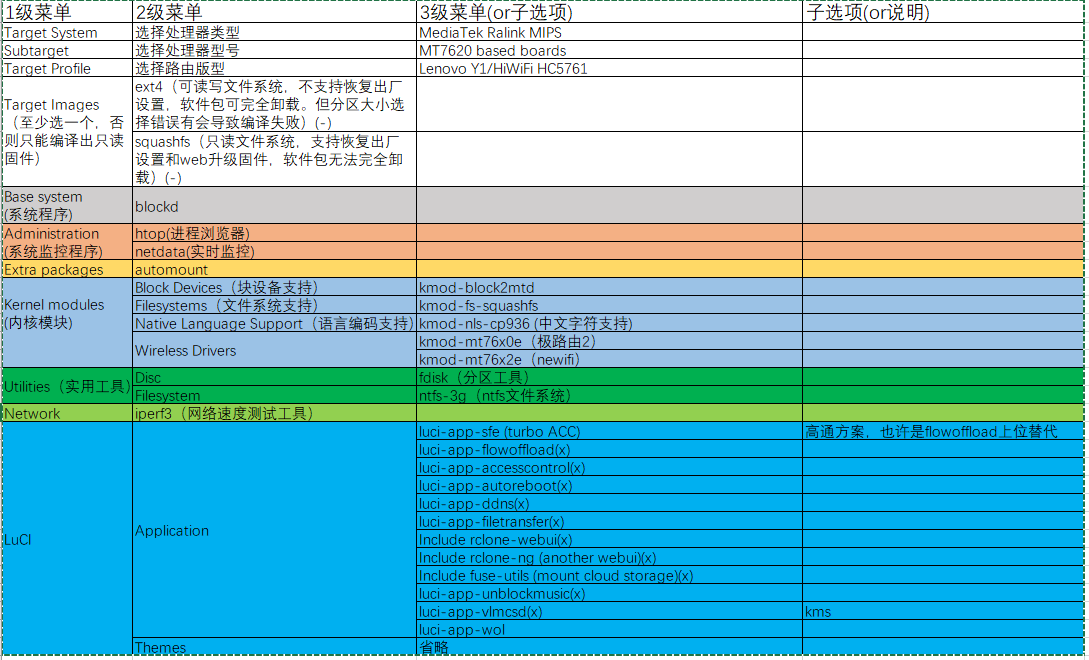 1级菜单
2级菜单
3级菜单(or子选项)
子选项(or说明)
Target System
选择处理器类型
MediaTek Ralink MIPS
Subtarget
选择处理器型号
MT7620 based boards
Target Profile
选择路由版型
Lenovo Y1/HiWiFi HC5761
Target Images
（至少选一个，否
则只能编译出只读
固件）
ext4（可读写文件系统，不支持恢复出厂
设置，软件包可完全卸载。但分区大小选
择错误有会导致编译失败）(-)
squashfs（只读文件系统，支持恢复出厂
设置和web升级固件，软件包无法完全卸
载）(-)
Base system
(系统程序)
blockd
Administration
(系统监控程序)
htop(进程浏览器)
netdata(实时监控)
Extra packages
automount
Kernel modules
(内核模块)
Block Devices（块设备支持）
kmod-block2mtd
Filesystems（文件系统支持）
kmod-fs-squashfs
Native Language Support（语言编码支持）
kmod-nls-cp936 (中文字符支持)
Wireless Drivers
kmod-mt76x0e（极路由2）
kmod-mt76x2e（newifi）
Utilities（实用工具）
Disc
fdisk（分区工具）
Filesystem
ntfs-3g（ntfs文件系统）
Network
iperf3（网络速度测试工具）
LuCI
Application
luci-app-sfe (turbo ACC)
高通方案，也许是flowoffload上位替代
luci-app-flowoffload(x)
luci-app-accesscontrol(x)
luci-app-autoreboot(x)
luci-app-ddns(x)
luci-app-filetransfer(x)
Include rclone-webui(x)
Include rclone-ng (another webui)(x)
Include fuse-utils (mount cloud storage)(x)
luci-app-unblockmusic(x)
luci-app-vlmcsd(x)
kms
luci-app-wol
Themes
省略